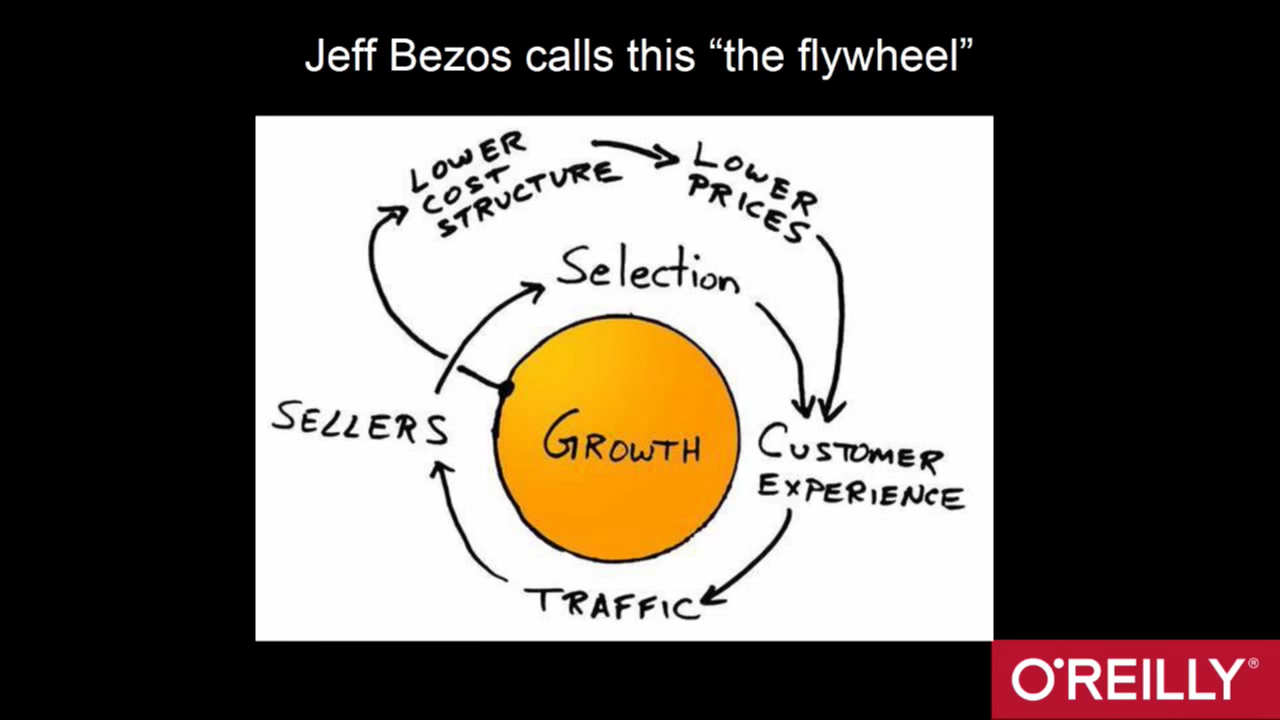 Jeff Bezos calls this “the flywheel”
LOWER
COST
STRUCTURE
LOWER
PRICES
Selection
SELLERS
GROWTH
CUSTOMER
EXPERIENCE
TRAFFIC
O'REILLY®